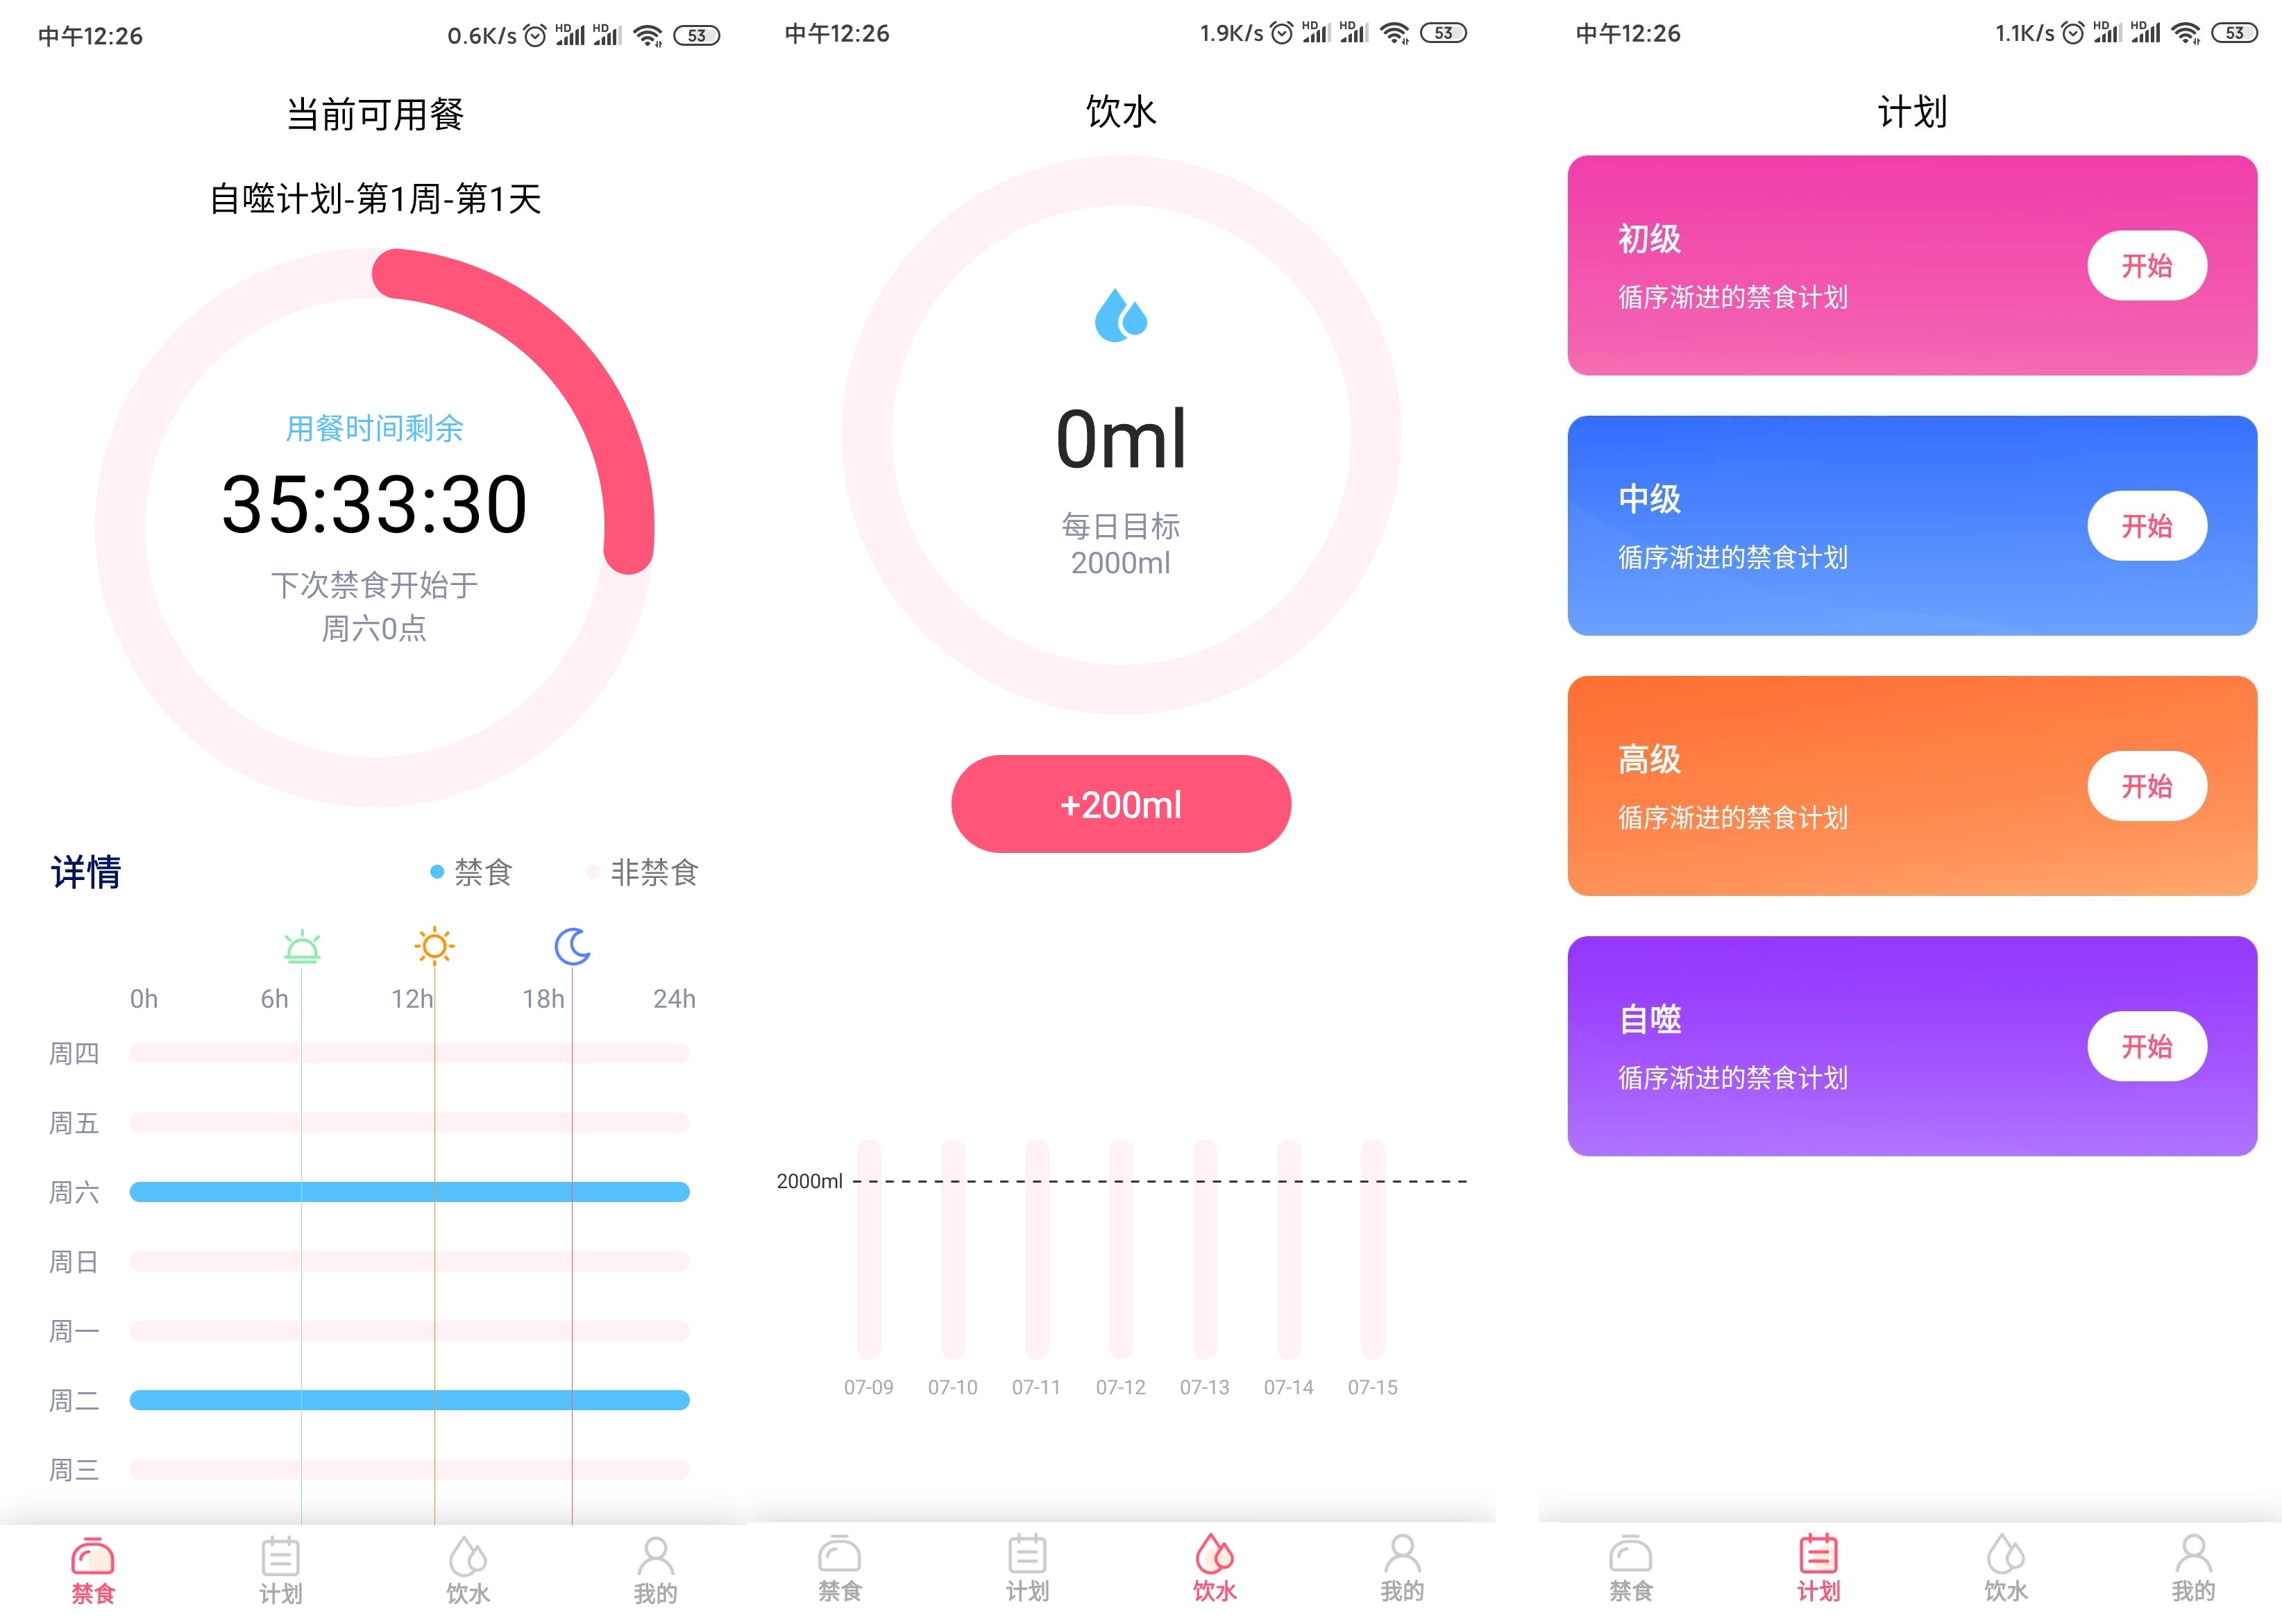 中午12:26
0.6K/s HD HD 53
当前可用餐
自噬计划-第1周-第1天
用餐时间剩余
35:33:30
下次禁食开始于
周六0点
详情
禁食 非禁食
0h 6h 12h 18h 24h
周四
周五
周六
周日
周一
周二
周三
禁食 计划 饮水 我的
中午12:26
1.9K/s HD HD 53
饮水
0ml
每日目标
2000ml
+200ml
2000ml
07-09 07-10 07-11 07-12 07-13 07-14 07-15
禁食 计划 饮水 我的
中午12:26
1.1K/s HD HD 53
计划
初级
循序渐进的禁食计划
开始
中级
循序渐进的禁食计划
开始
高级
循序渐进的禁食计划
开始
自噬
循序渐进的禁食计划
开始
禁食 计划 饮水 我的